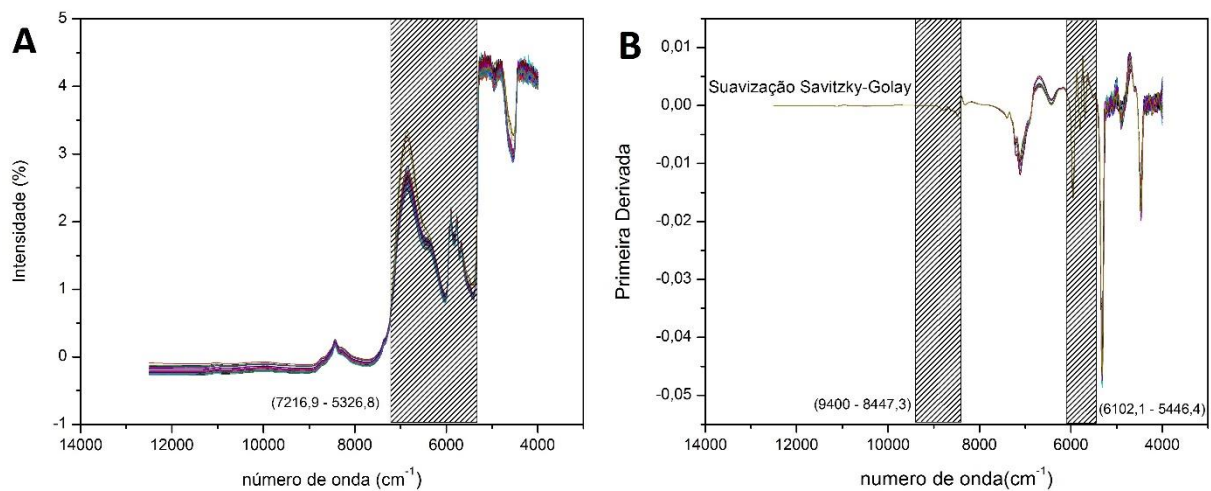 A
Intensidade (%)
5
4
3
2
1
0
-1
(7216,9 - 5326,8)
14000 12000 10000 8000 6000 4000
número de onda (cm-1)
B
Primeira Derivada
0,01
0,00
-0,01
-0,02
-0,03
-0,04
-0,05
Suavização Savitzky-Golay
(9400 - 8447,3)
(6102,1 - 5446,4)
14000 12000 10000 8000 6000 4000
numero de onda(cm-1)